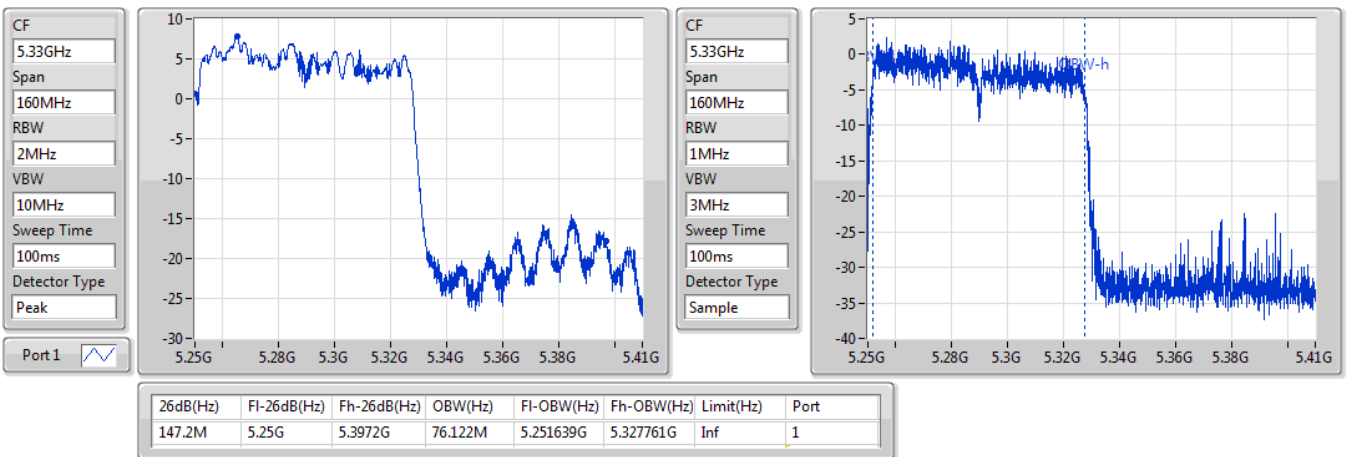 CF
5.33GHz
Span
160MHz
RBW
2MHz
VBW
10MHz
Sweep Time
100ms
Detector Type
Peak
Port 1
10
5
0
-5
-10
-15
-20
-25
-30
5.25G 5.28G 5.3G 5.32G 5.34G 5.36G 5.38G 5.41G
CF
5.33GHz
Span
160MHz
RBW
1MHz
VBW
3MHz
Sweep Time
100ms
Detector Type
Sample
5
0
-5
-10
-15
-20
-25
-30
-35
-40
OBW-h
5.25G 5.28G 5.3G 5.32G 5.34G 5.36G 5.38G 5.41G
26dB(Hz) Fl-26dB(Hz) Fh-26dB(Hz) OBW(Hz) Fl-OBW(Hz) Fh-OBW(Hz) Limit(Hz) Port
147.2M 5.25G 5.3972G 76.122M 5.251639G 5.327761G Inf 1